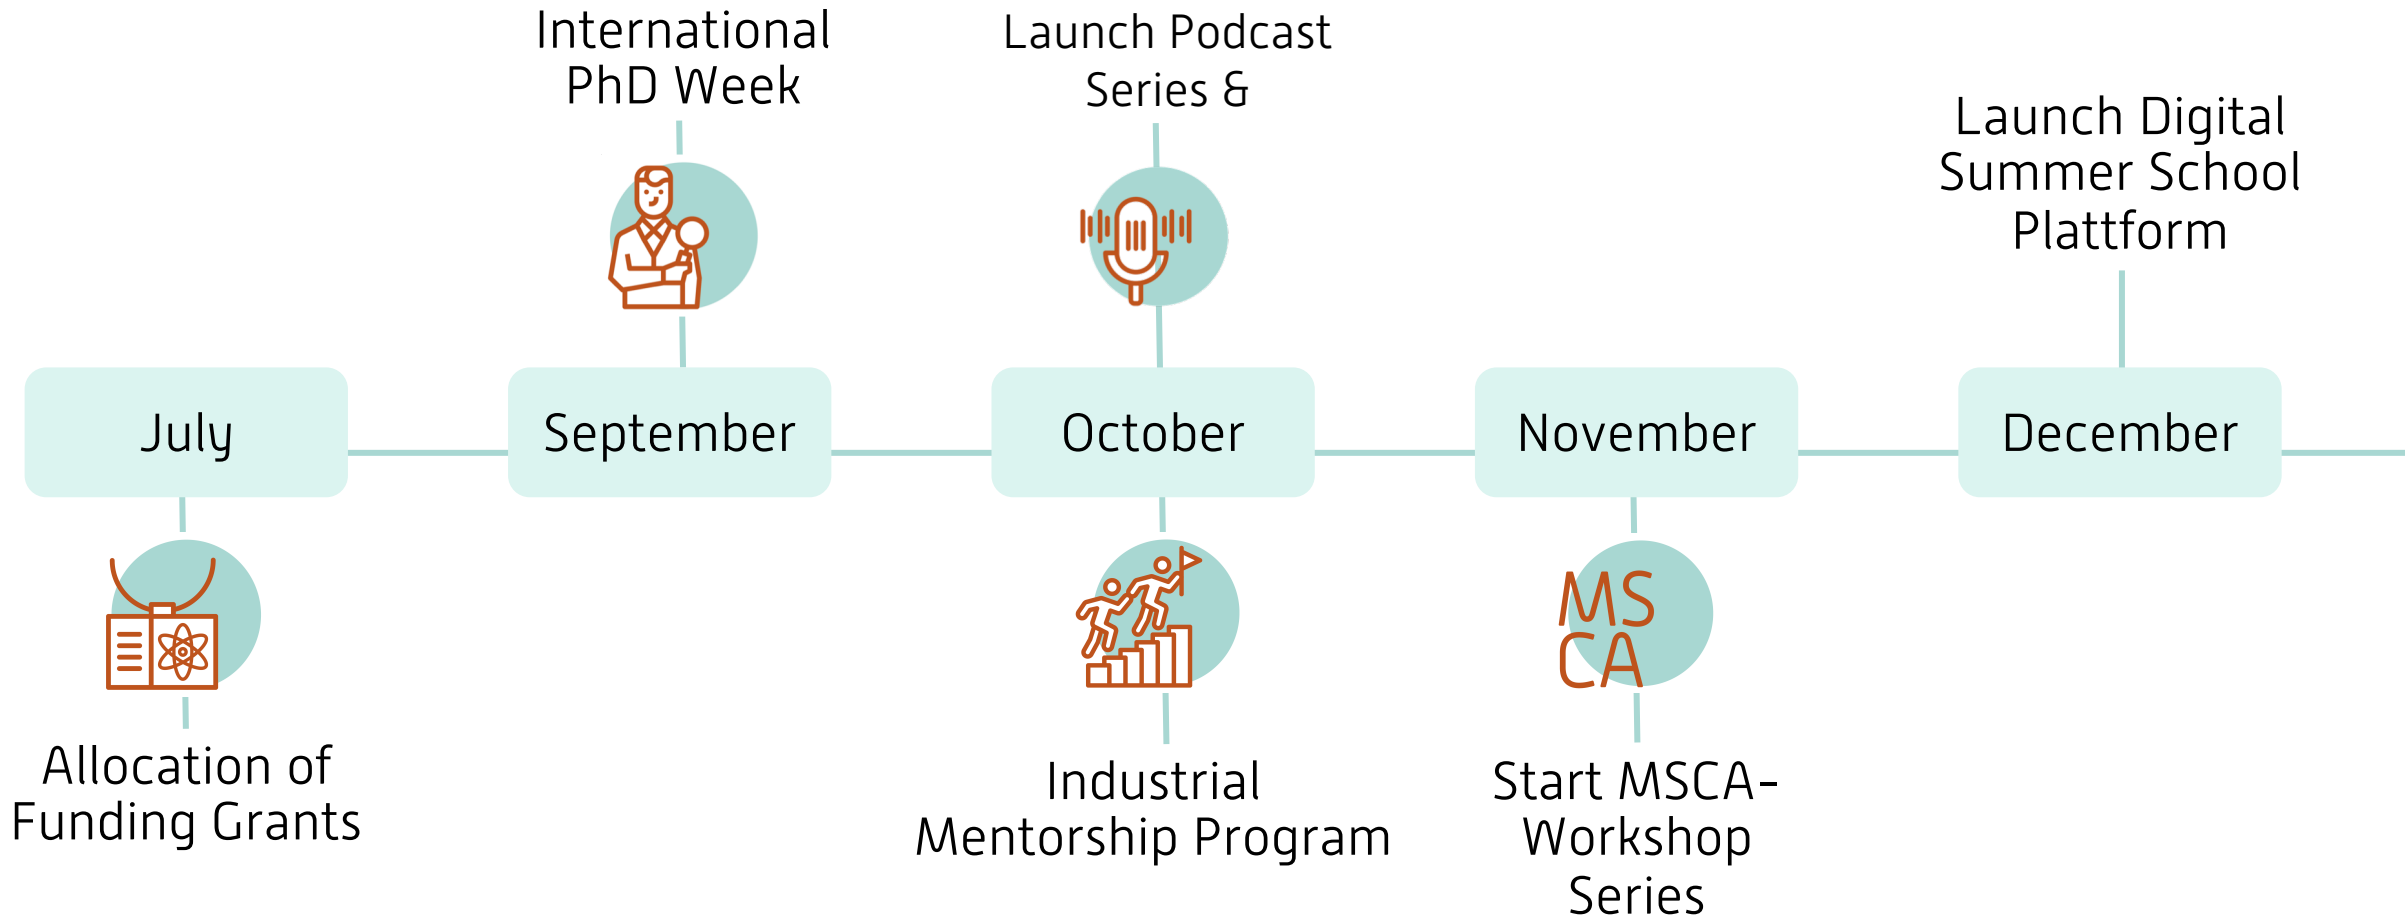 International
PhD Week
Launch Podcast
Series &
Launch Digital
Summer School
Plattform
July
September
October
November
December
MS
CA
Allocation of
Funding Grants
Industrial
Mentorship Program
Start MSCA-
Workshop
Series